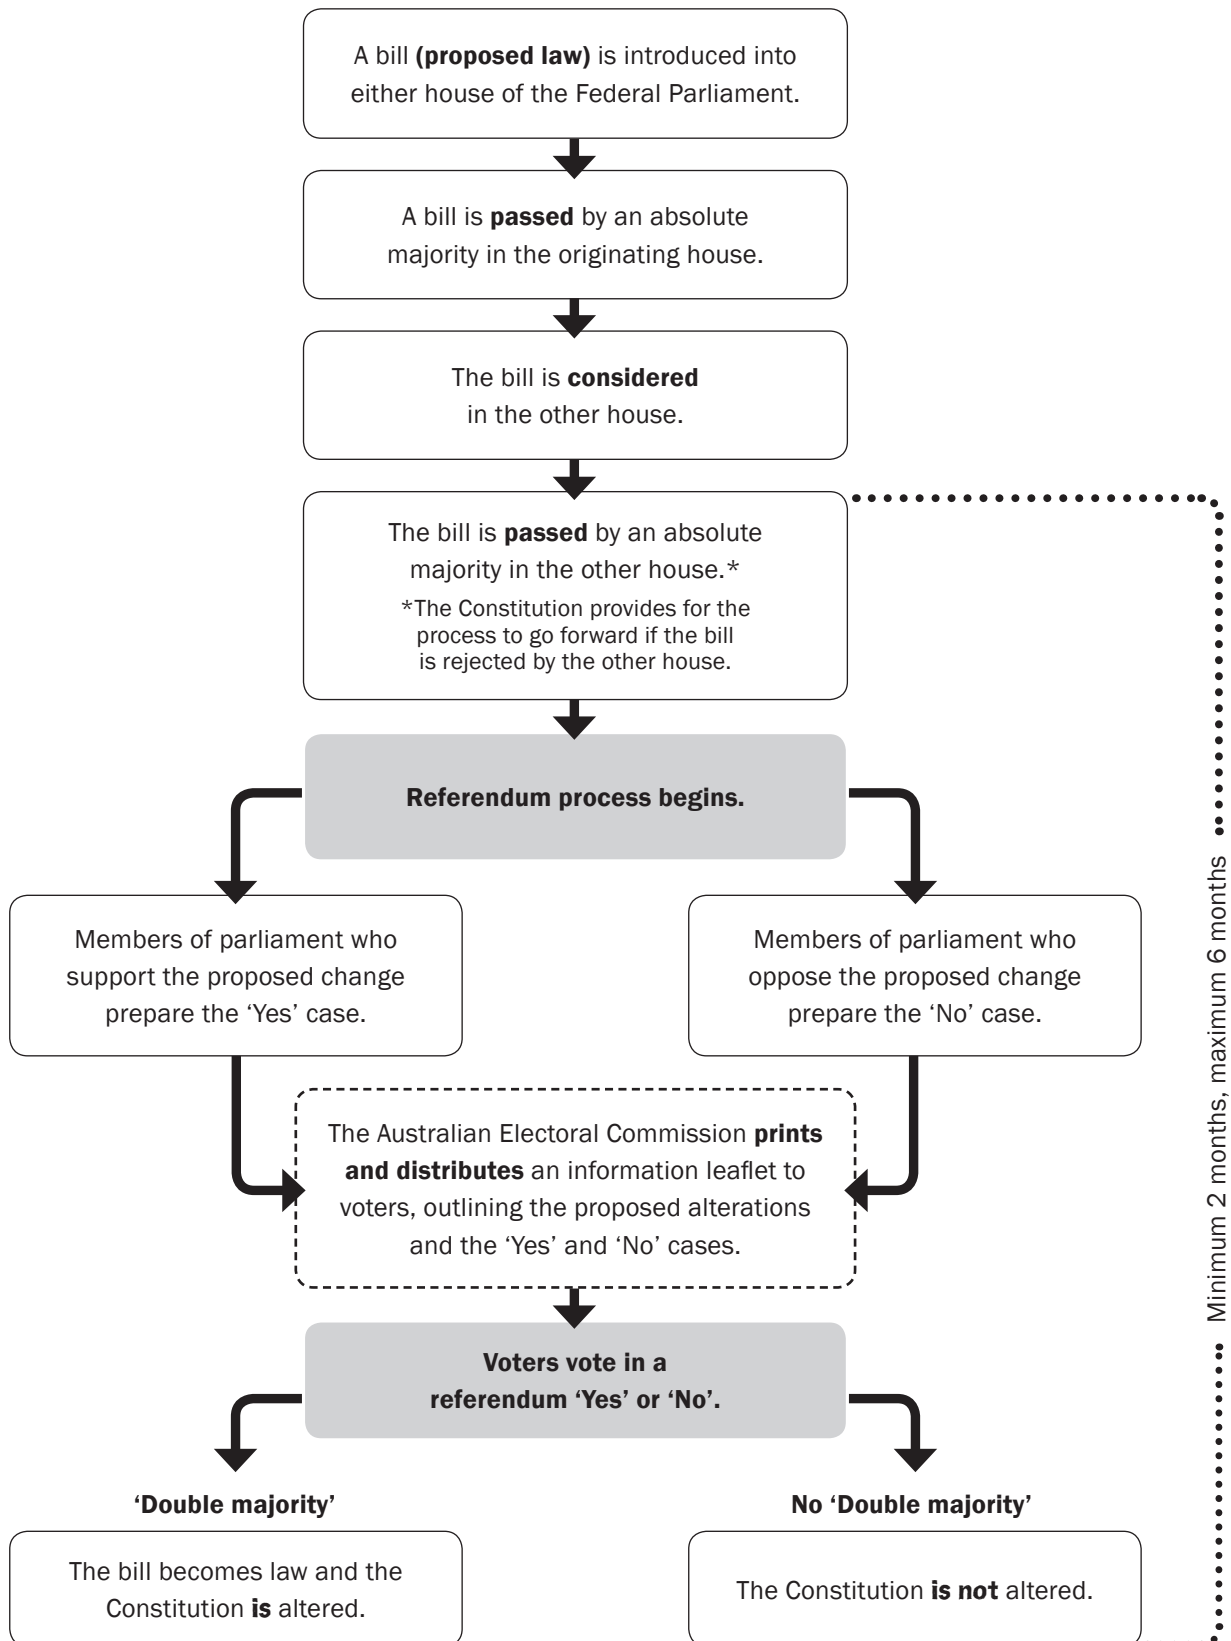 A bill (proposed law) is introduced into
either house of the Federal Parliament.
A bill is passed by an absolute
majority in the originating house.
The bill is considered
in the other house.
The bill is passed by an absolute
majority in the other house.*
*The Constitution provides for the
process to go forward if the bill
is rejected by the other house.
Referendum process begins.
Members of parliament who
support the proposed change
prepare the ‘Yes’ case.
Members of parliament who
oppose the proposed change
prepare the ‘No’ case.
The Australian Electoral Commission prints
and distributes an information leaflet to
voters, outlining the proposed alterations
and the ‘Yes’ and ‘No’ cases.
Minimum 2 months, maximum 6 months
Voters vote in a
referendum ‘Yes’ or ‘No’.
‘Double majority’
The bill becomes law and the
Constitution is altered.
No ‘Double majority’
The Constitution is not altered.